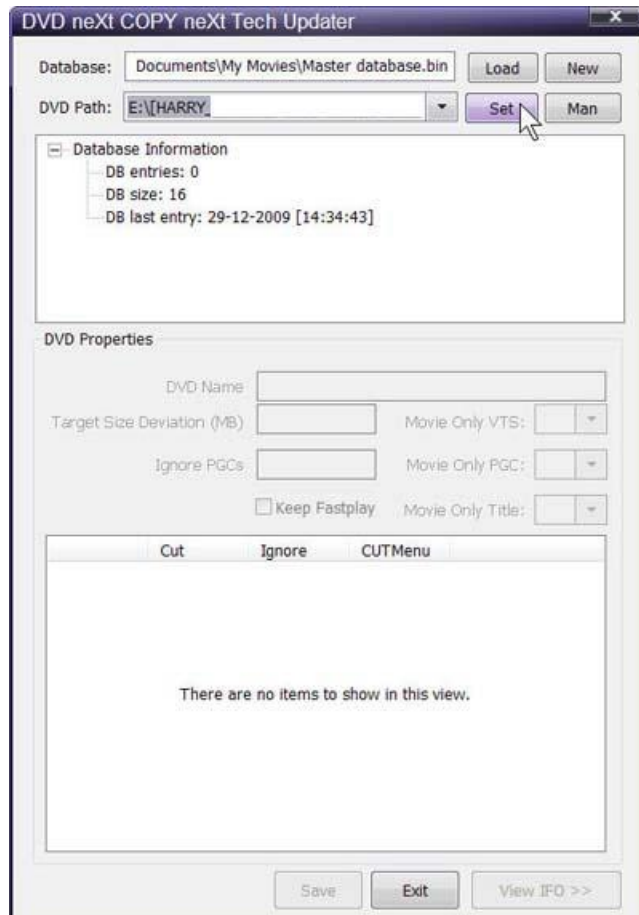 DVD neXt COPY neXt Tech Updater
x
Database: Documents\My Movies\Master database.bin Load New
DVD Path: E:\[HARRY_ Set Man
Database Information
DB entries: 0
DB size: 16
DB last entry: 29-12-2009 [14:34:43]
DVD Properties
DVD Name
Target Size Deviation (MB) Movie Only VTS:
Ignore PGCs Movie Only PGC:
Keep Fastplay Movie Only Title:
Cut Ignore CUTMenu
There are no items to show in this view.
Save Exit View IFO >>